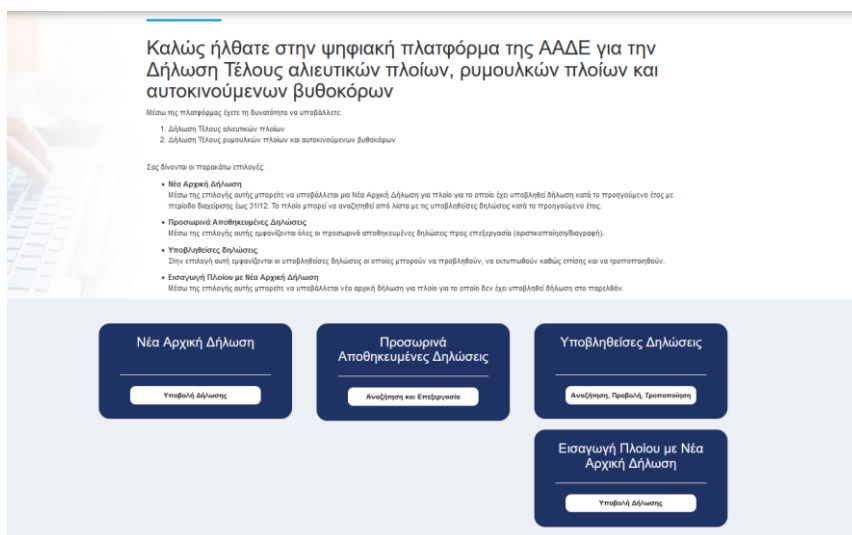 Καλώς ήλθατε στην ψηφιακή πλατφόρμα της ΑΑΔΕ για την
Δήλωση Τέλους αλιευτικών πλοίων, ρυμουλκών πλοίων και
αυτοκινούμενων βυθοκόρων
Μέσω της πλατφόρμας έχετε τη δυνατότητα να υποβάλλετε:
1. Δήλωση Τέλους αλιευτικών πλοίων
2. Δήλωση Τέλους ρυμουλκών πλοίων και αυτοκινούμενων βυθοκόρων
Σας δίνονται οι παρακάτω επιλογές:
• Νέα Αρχική Δήλωση
Μέσω της επιλογής αυτής μπορείτε να υποβάλλεται μια Νέα Αρχική Δήλωση για πλοίο για το οποίο έχει υποβληθεί δήλωση κατά το προηγούμενο έτος με
περίοδο διαχείρισης έως 31/12. Το πλοίο μπορεί να αναζητηθεί από λίστα με τις υποβληθείσες δηλώσεις κατά το προηγούμενο έτος.
• Προσωρινά Αποθηκευμένες Δηλώσεις
Μέσω της επιλογής αυτής εμφανίζονται όλες οι προσωρινά αποθηκευμένες δηλώσεις προς επεξεργασία (οριστικοποίηση/διαγραφή).
• Υποβληθείσες δηλώσεις
Στην επιλογή αυτή εμφανίζονται οι υποβληθείσες δηλώσεις οι οποίες μπορούν να προβληθούν, να εκτυπωθούν καθώς επίσης και να τροποποιηθούν.
• Εισαγωγή Πλοίου με Νέα Αρχική Δήλωση
Μέσω της επιλογής αυτής μπορείτε να υποβάλλεται νέα αρχική δήλωση για πλοίο για το οποίο δεν έχει υποβληθεί δήλωση στο παρελθόν.
Νέα Αρχική Δήλωση
Υποβολή Δήλωσης
Προσωρινά
Αποθηκευμένες Δηλώσεις
Αναζήτηση και Επεξεργασία
Υποβληθείσες Δηλώσεις
Αναζήτηση, Προβολή, Τροποποίηση
Εισαγωγή Πλοίου με Νέα
Αρχική Δήλωση
Υποβολή Δήλωσης